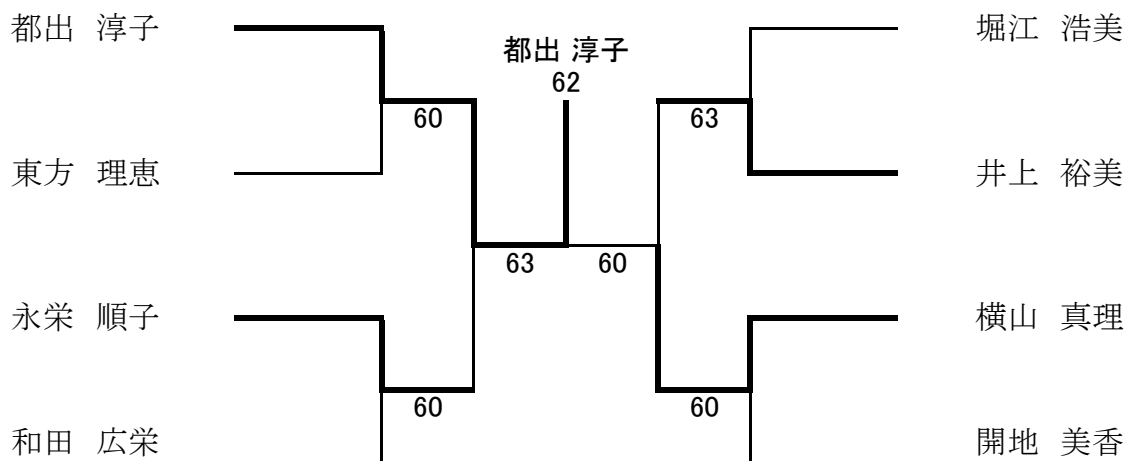 都出 淳子
堀江 浩美
都出 淳子
62
60
63
東方 理恵
井上 裕美
63
60
永栄 順子
横山 真理
60
60
和田 広栄
開地 美香